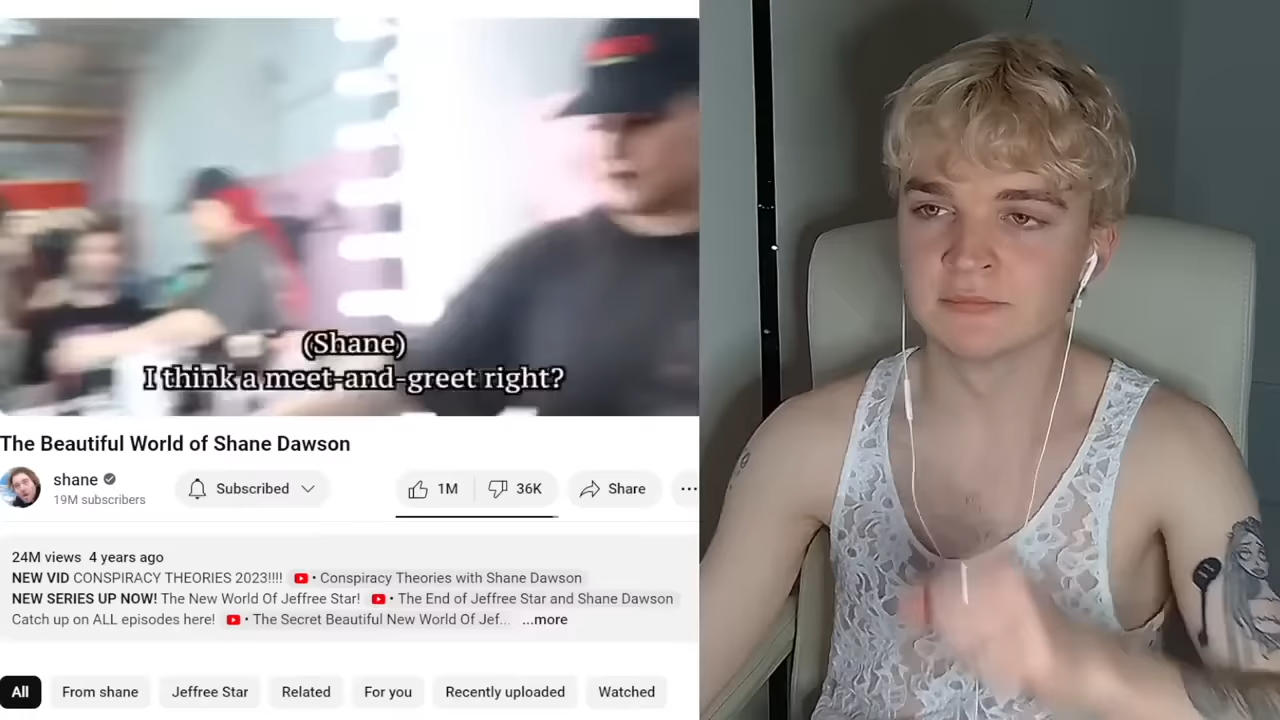 (Shane)
I think a meet-and-greet right?
The Beautiful World of Shane Dawson
shane
19M subscribers
Subscribed
1M
36K
Share
24M views 4 years ago
NEW VID CONSPIRACY THEORIES 2023!!!! • Conspiracy Theories with Shane Dawson
NEW SERIES UP NOW! The New World Of Jeffree Star! • The End of Jeffree Star and Shane Dawson
Catch up on ALL episodes here! • The Secret Beautiful New World Of Jef... ...more
All
From shane
Jeffree Star
Related
For you
Recently uploaded
Watched